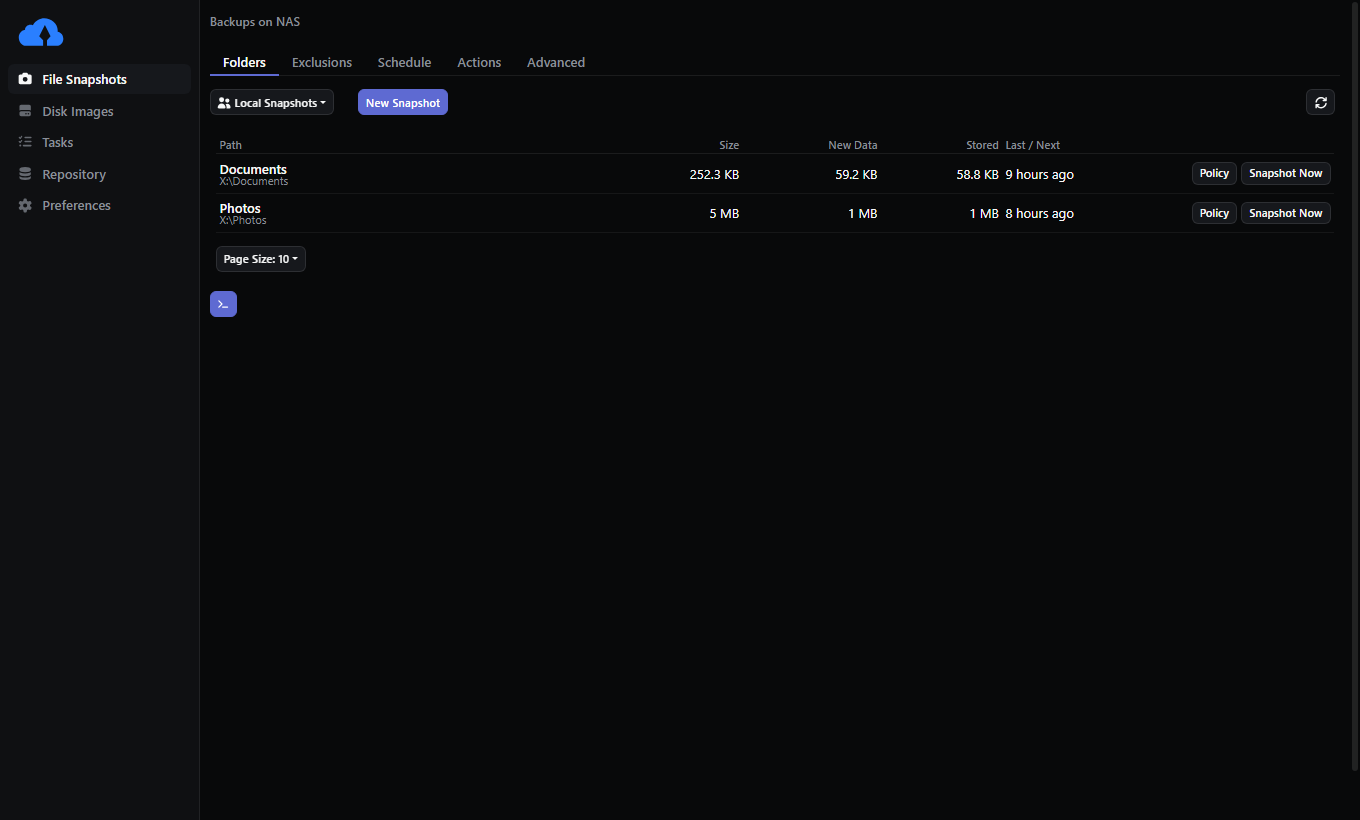 Backups on NAS
File Snapshots
Disk Images
Tasks
Repository
Preferences
Folders Exclusions Schedule Actions Advanced
Local Snapshots New Snapshot
Path Size New Data Stored Last / Next
Documents 252.3 KB 59.2 KB 58.8 KB 9 hours ago Policy Snapshot Now
X:\Documents
Photos 5 MB 1 MB 1 MB 8 hours ago Policy Snapshot Now
X:\Photos
Page Size: 10
>_